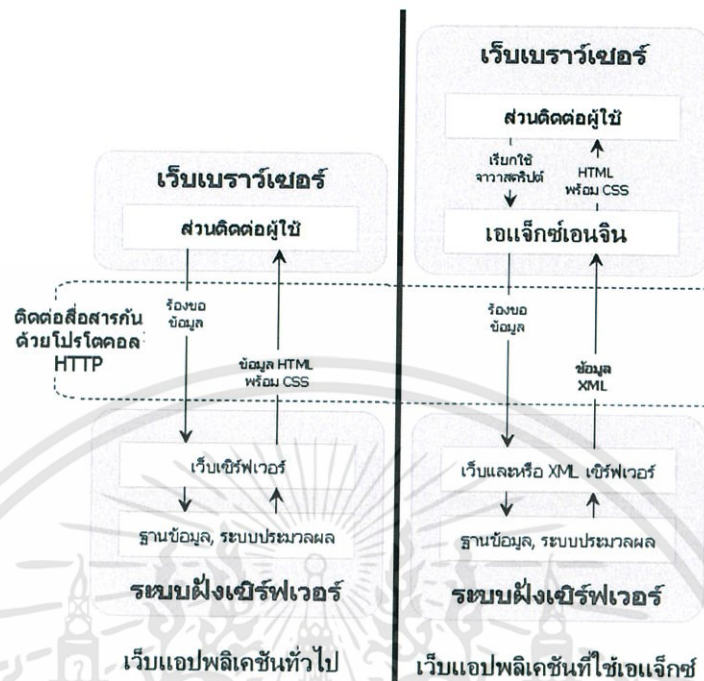 เว็บเบราว์เซอร์
ส่วนติดต่อผู้ใช้
ติดต่อสื่อสารกัน
ด้วยโปรโตคอล
HTTP
ร้องขอ
ข้อมูล
ข้อมูล HTML
พร้อม CSS
เว็บเซิร์ฟเวอร์
ฐานข้อมูล, ระบบประมวลผล
ระบบฝั่งเซิร์ฟเวอร์
เว็บแอปพลิเคชันทั่วไป
เว็บเบราว์เซอร์
ส่วนติดต่อผู้ใช้
เรียกใช้
จาวาสคริปต์
HTML
พร้อม CSS
เอแจ็กซ์เอนจิน
ร้องขอ
ข้อมูล
ข้อมูล
XML
เว็บและหรือ XML เซิร์ฟเวอร์
ฐานข้อมูล, ระบบประมวลผล
ระบบฝั่งเซิร์ฟเวอร์
เว็บแอปพลิเคชันที่ใช้เอแจ็กซ์